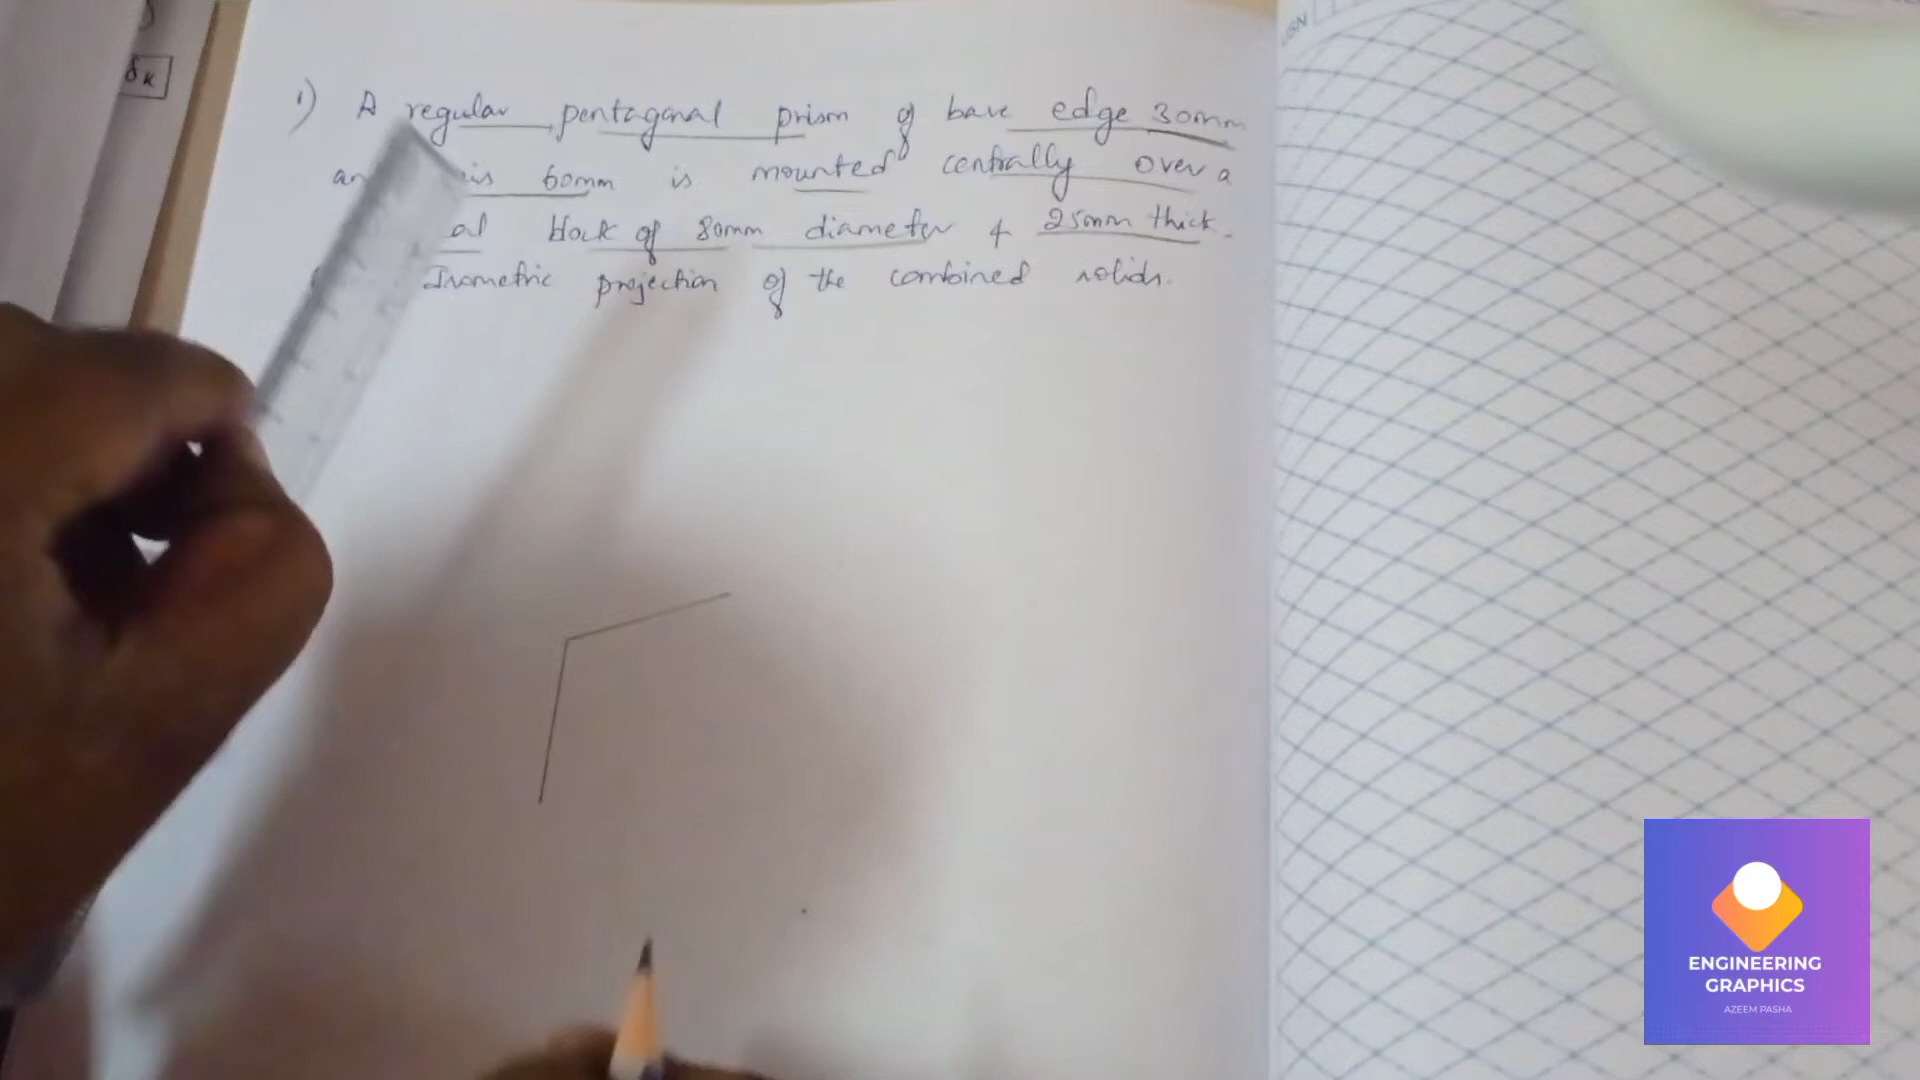 1) A regular pentagonal prism of base edge 30mm
is 60mm is mounted centrally over a
al block of 80mm diameter & 25mm thick.
Isometric projection of the combined solids.
ENGINEERING
GRAPHICS
AZEEM PASHA